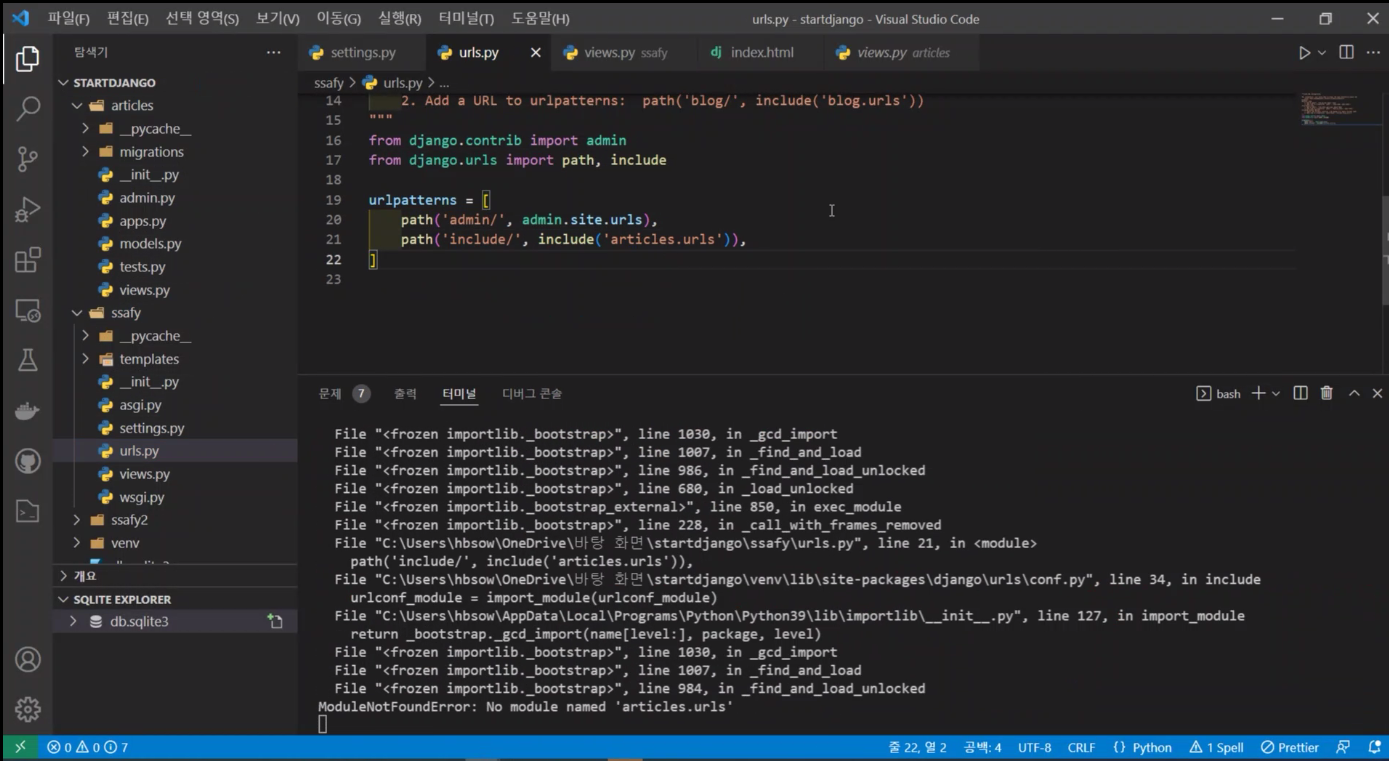 파일(F) 편집(E) 선택 영역(S) 보기(V) 이동(G) 실행(R) 터미널(T) 도움말(H) urls.py - startdjango - Visual Studio Code
탐색기
settings.py urls.py views.py ssafy index.html views.py articles
ssafy > urls.py > ...
STARTDJANGO
articles
__pycache__
migrations
__init__.py
admin.py
apps.py
models.py
tests.py
views.py
ssafy
__pycache__
templates
__init__.py
asgi.py
settings.py
urls.py
views.py
wsgi.py
ssafy2
venv
개요
SQLITE EXPLORER
db.sqlite3
14 2. Add a URL to urlpatterns: path('blog/', include('blog.urls'))
15 """
16 from django.contrib import admin
17 from django.urls import path, include
18
19 urlpatterns = [
20 path('admin/', admin.site.urls),
21 path('include/', include('articles.urls')),
22 ]
23
문제 7 출력 터미널 디버그 콘솔 bash
File "<frozen importlib._bootstrap>", line 1030, in _gcd_import
File "<frozen importlib._bootstrap>", line 1007, in _find_and_load
File "<frozen importlib._bootstrap>", line 986, in _find_and_load_unlocked
File "<frozen importlib._bootstrap>", line 680, in _load_unlocked
File "<frozen importlib._bootstrap_external>", line 850, in exec_module
File "<frozen importlib._bootstrap>", line 228, in _call_with_frames_removed
File "C:\Users\hbsow\OneDrive\바탕 화면\startdjango\ssafy\urls.py", line 21, in <module>
path('include/', include('articles.urls')),
File "C:\Users\hbsow\OneDrive\바탕 화면\startdjango\venv\lib\site-packages\django\urls\conf.py", line 34, in include
urlconf_module = import_module(urlconf_module)
File "C:\Users\hbsow\AppData\Local\Programs\Python\Python39\lib\importlib\__init__.py", line 127, in import_module
return _bootstrap._gcd_import(name[level:], package, level)
File "<frozen importlib._bootstrap>", line 1030, in _gcd_import
File "<frozen importlib._bootstrap>", line 1007, in _find_and_load
File "<frozen importlib._bootstrap>", line 984, in _find_and_load_unlocked
ModuleNotFoundError: No module named 'articles.urls'
0 0 7 줄 22, 열 2 공백: 4 UTF-8 CRLF {} Python 1 Spell Prettier